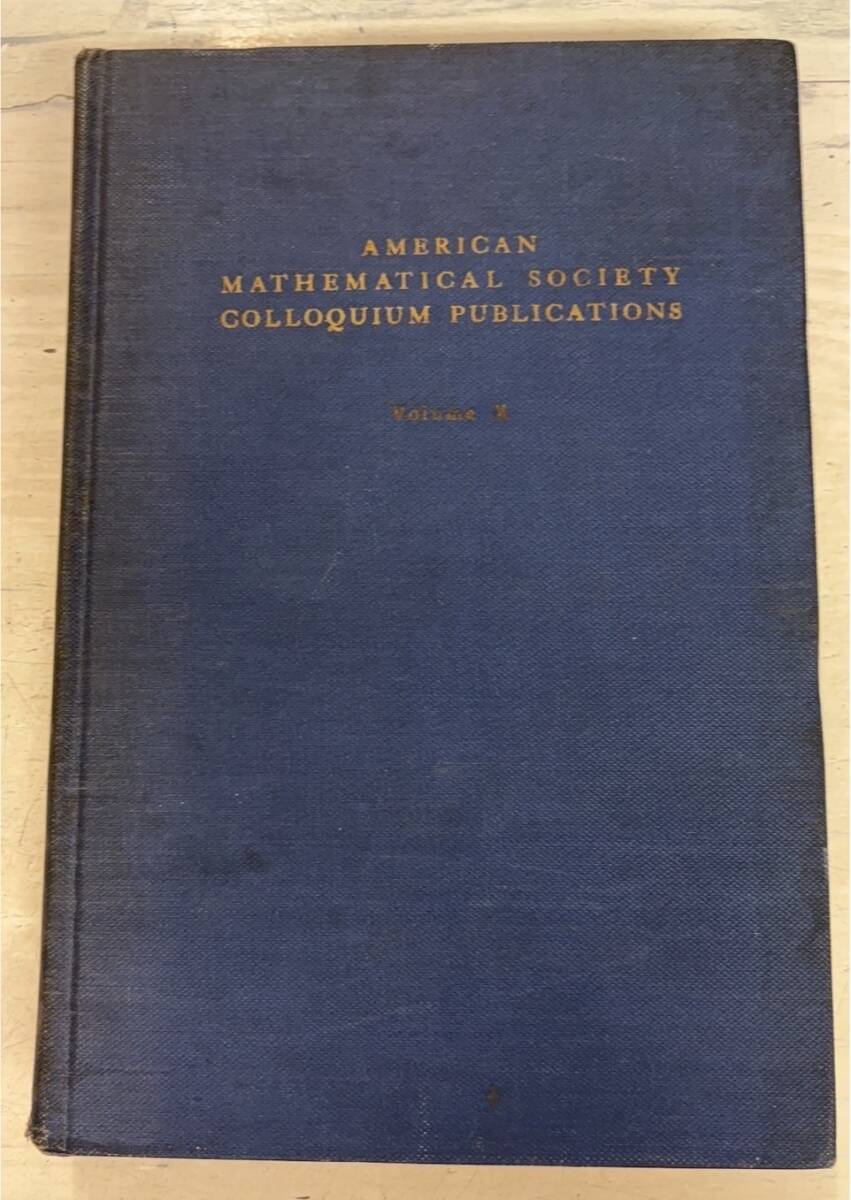 AMERICAN
MATHEMATICAL SOCIETY
COLLOQUIUM PUBLICATIONS
Volume